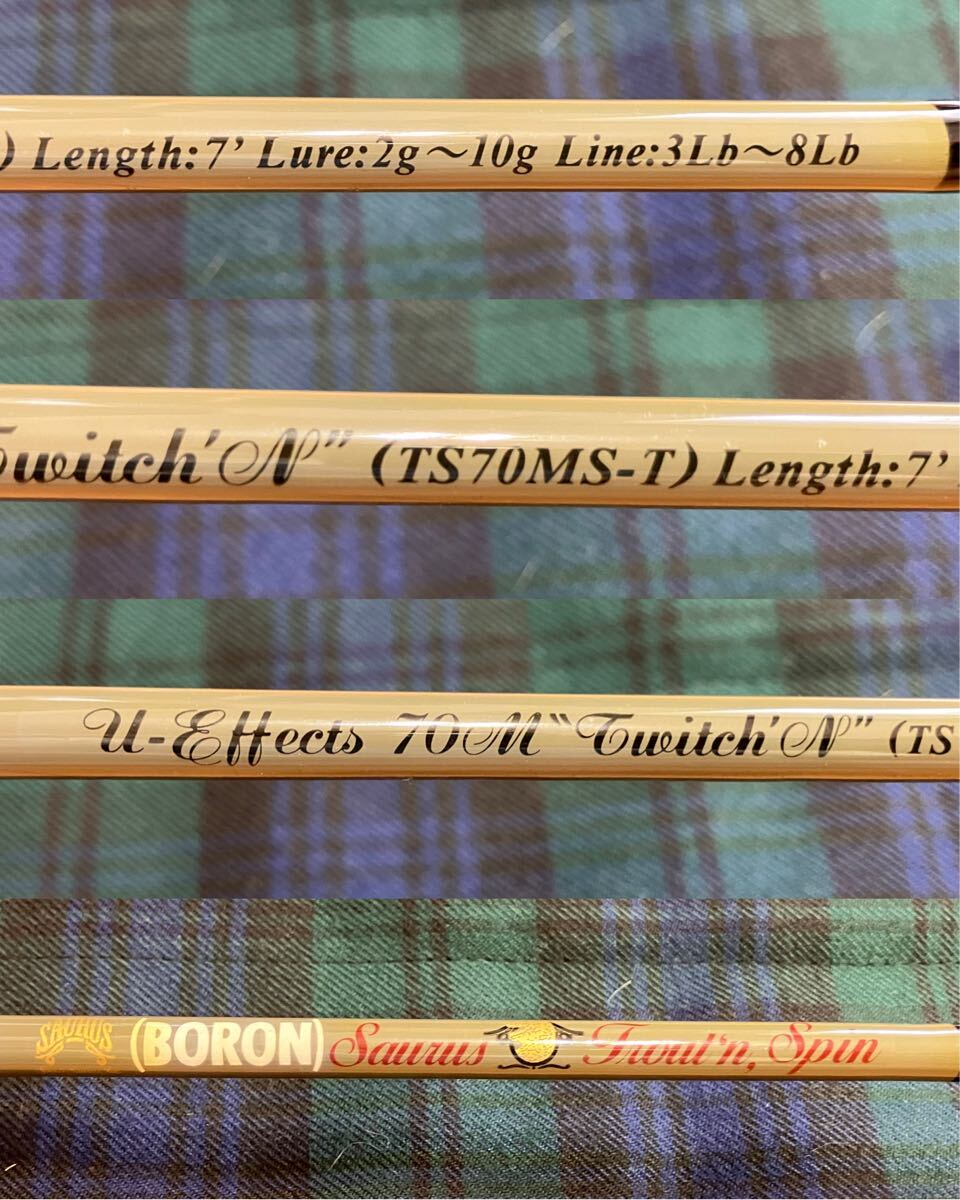 ) Length:7’ Lure:2g～10g Line:3Lb～8Lb
Twitch'N” (TS70MS-T) Length:7’
U-Effects 70M “Twitch'N” (TS
SAURUS (BORON) Saurus Trout'n, Spin